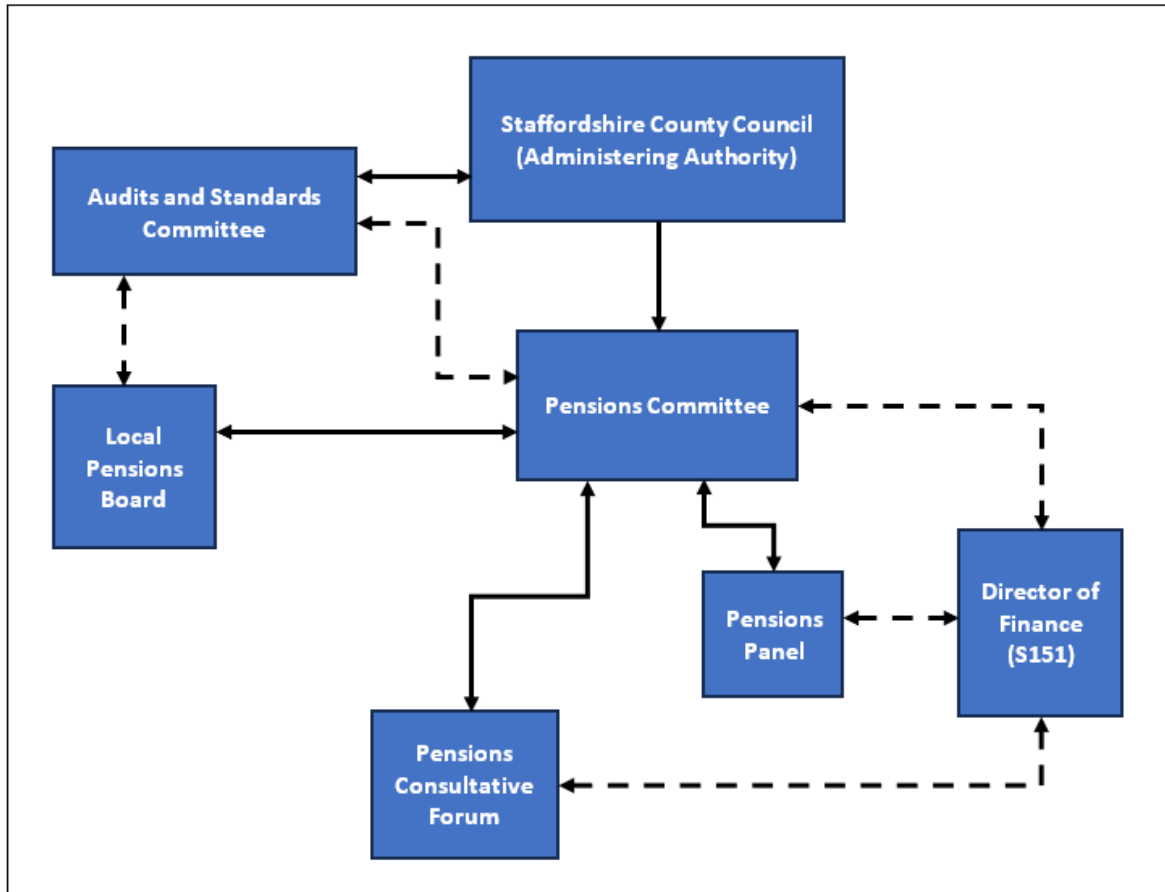 Staffordshire County Council
(Administering Authority)
Audits and Standards
Committee
Pensions Committee
Local
Pensions
Board
Pensions
Panel
Director of
Finance
(S151)
Pensions
Consultative
Forum